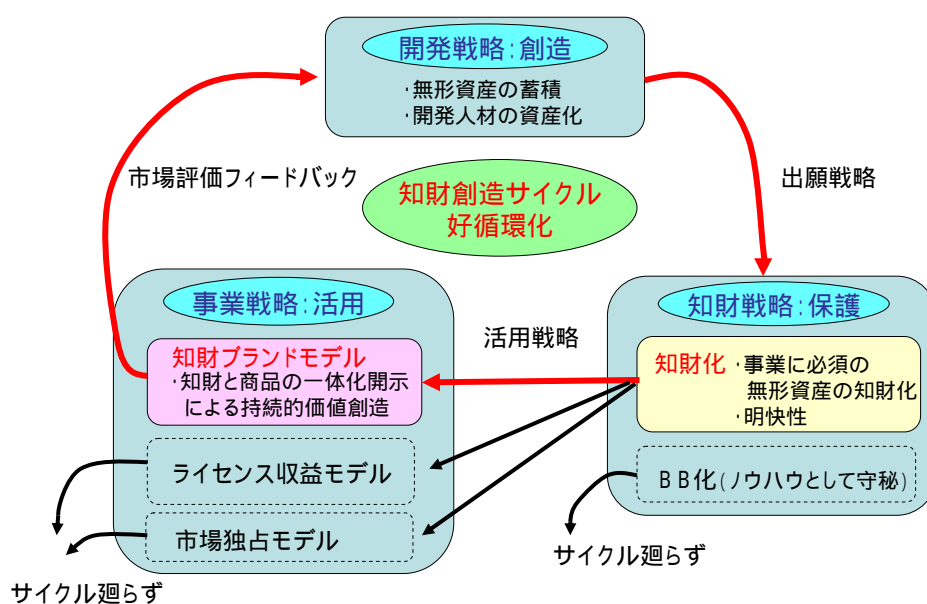 開発戦略:創造
・無形資産の蓄積
・開発人材の資産化
市場評価フィードバック
出願戦略
知財創造サイクル
好循環化
事業戦略:活用
知財戦略:保護
活用戦略
知財ブランドモデル
・知財と商品の一体化開示
による持続的価値創造
知財化 ・事業に必須の
無形資産の知財化
・明快性
ライセンス収益モデル
BB化(ノウハウとして守秘)
市場独占モデル
サイクル廻らず
サイクル廻らず